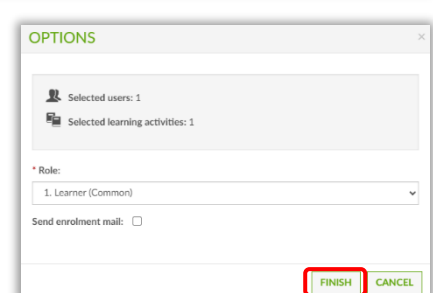 OPTIONS ×
Selected users: 1
Selected learning activities: 1
* Role:
1. Learner (Common)
Send enrolment mail:
FINISH CANCEL